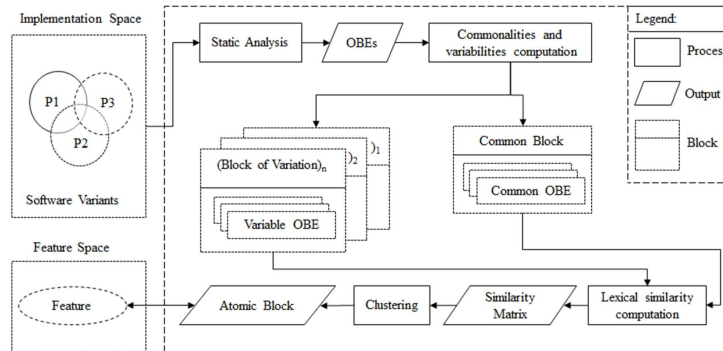 Implementation Space
P1
P3
P2
Software Variants
Static Analysis
OBEs
Commonalities and
variabilities computation
Legend:
Proces
Output
Block
)1
)2
(Block of Variation)n
Variable OBE
Common Block
Common OBE
Feature Space
Feature
Atomic Block
Clustering
Similarity
Matrix
Lexical similarity
computation